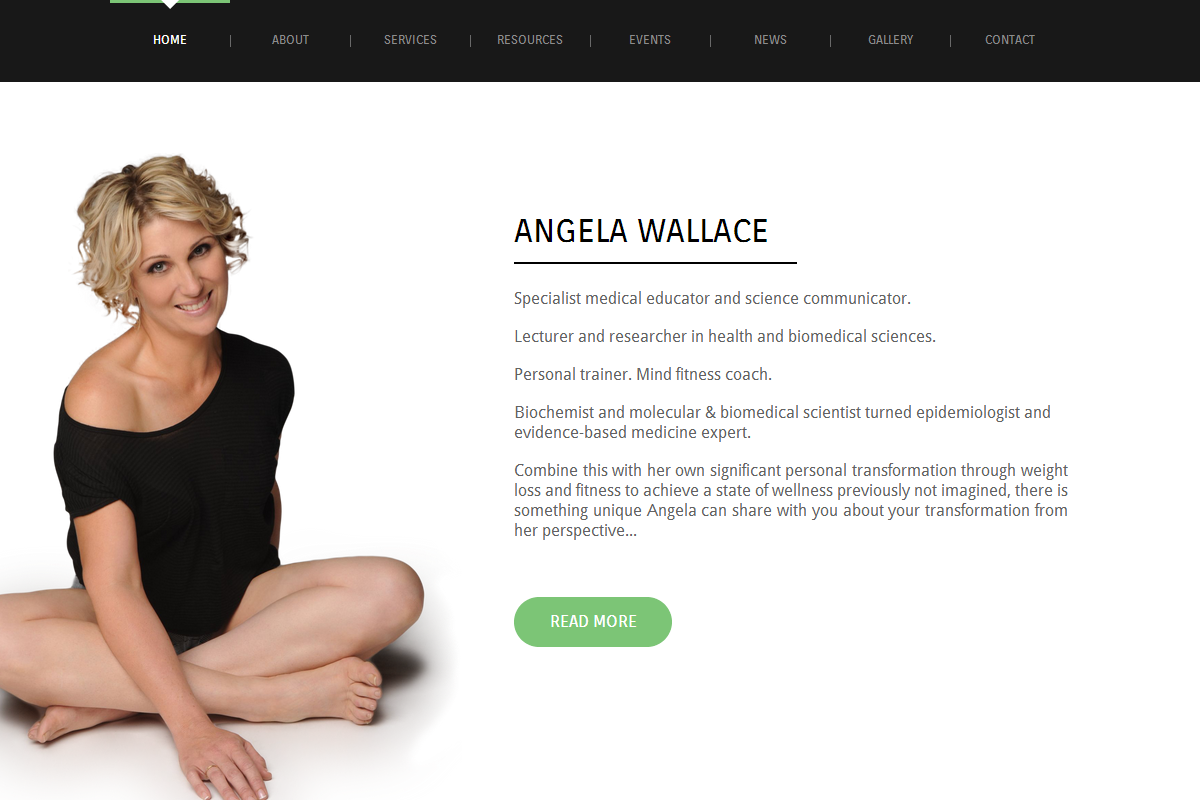 HOME | ABOUT | SERVICES | RESOURCES | EVENTS | NEWS | GALLERY | CONTACT
ANGELA WALLACE
Specialist medical educator and science communicator.
Lecturer and researcher in health and biomedical sciences.
Personal trainer. Mind fitness coach.
Biochemist and molecular & biomedical scientist turned epidemiologist and
evidence-based medicine expert.
Combine this with her own significant personal transformation through weight
loss and fitness to achieve a state of wellness previously not imagined, there is
something unique Angela can share with you about your transformation from
her perspective...
READ MORE